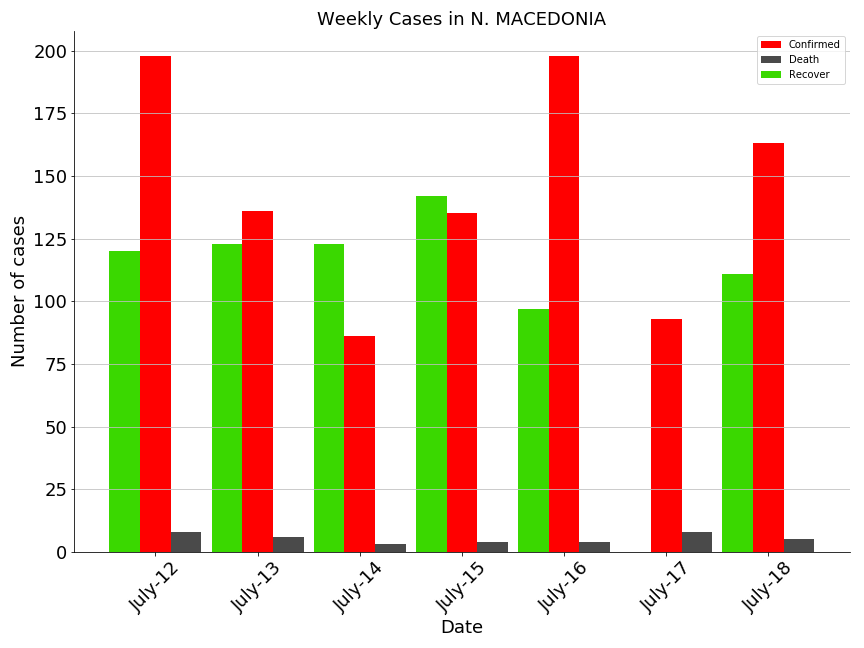 Weekly Cases in N. MACEDONIA
Confirmed
Death
Recover
Number of cases
200
175
150
125
100
75
50
25
0
July-12
July-13
July-14
July-15
July-16
July-17
July-18
Date